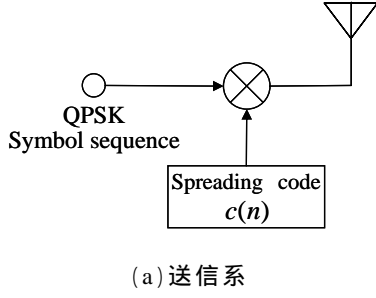 QPSK
Symbol sequence
Spreading code
c(n)
(a)送信系